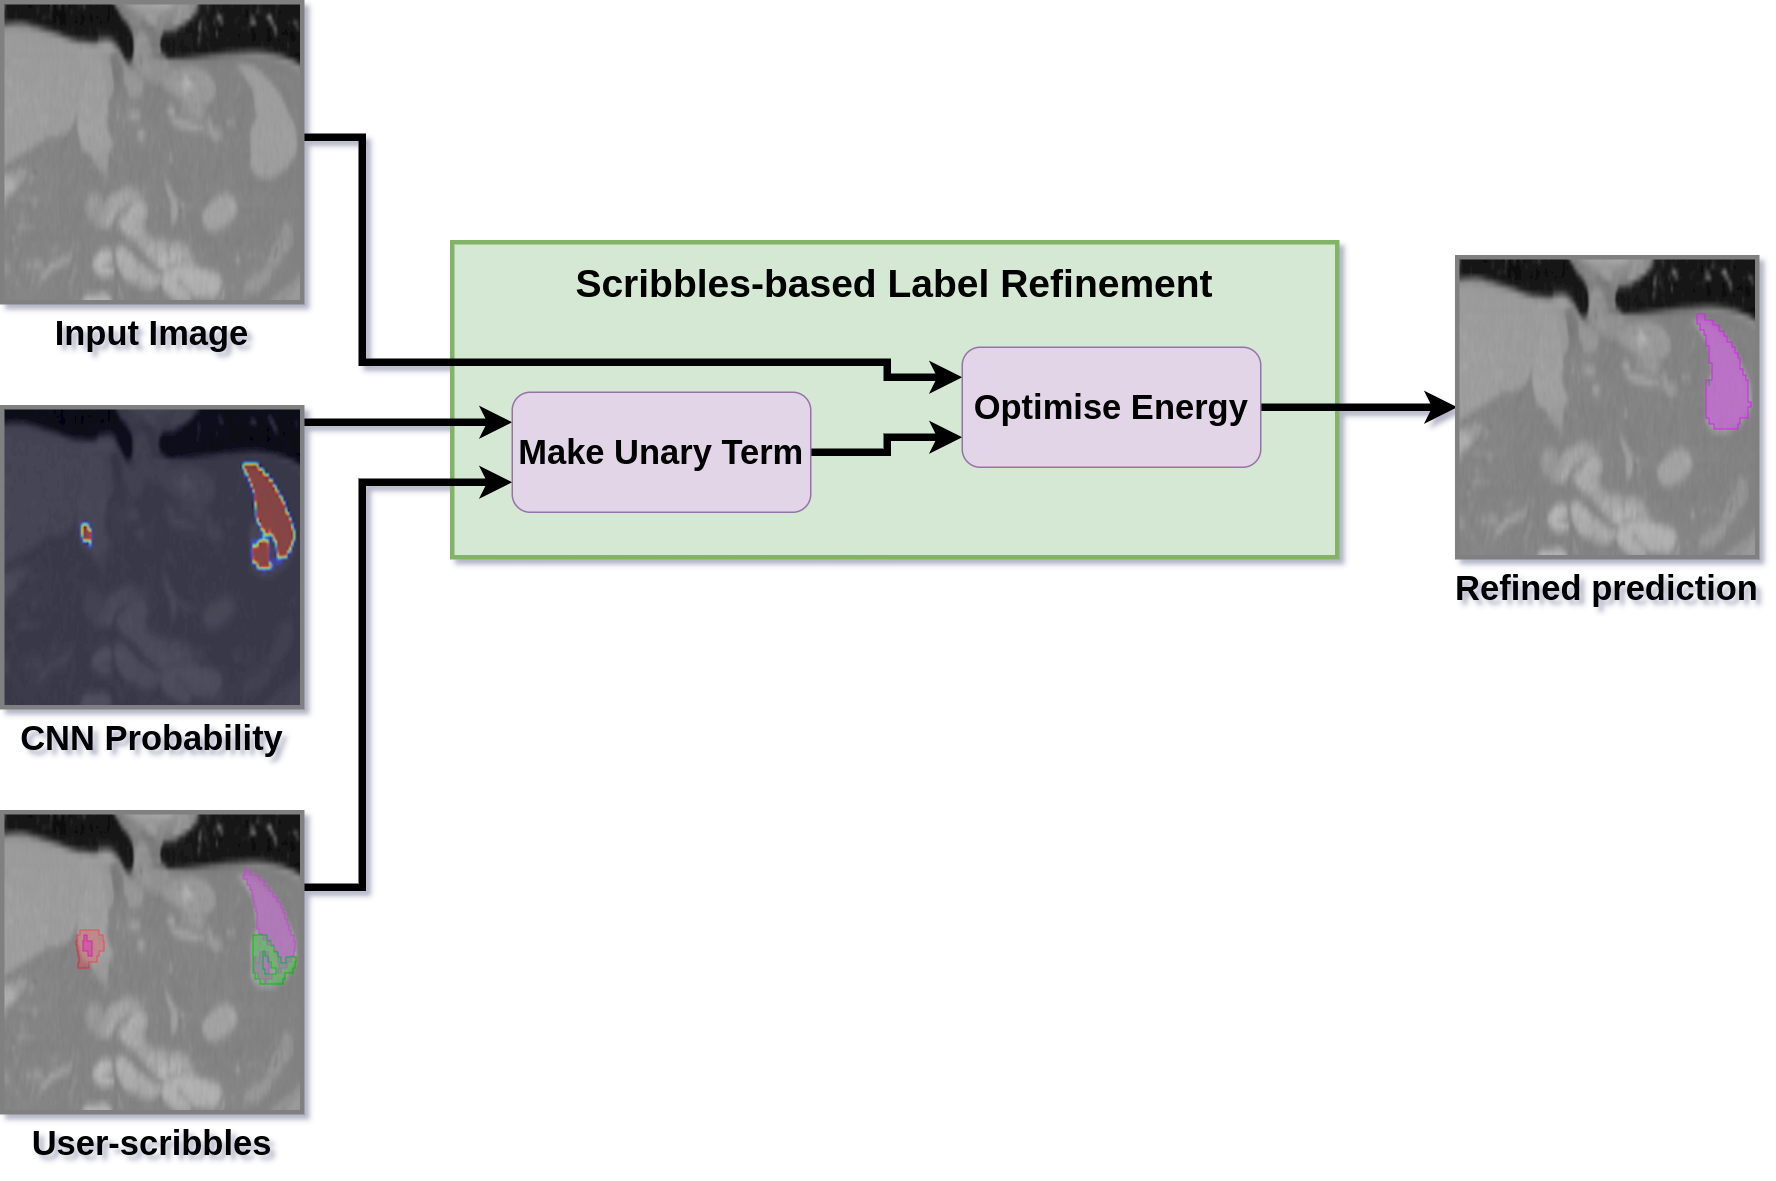 Input Image
Scribbles-based Label Refinement
Optimise Energy
Make Unary Term
Refined prediction
CNN Probability
User-scribbles